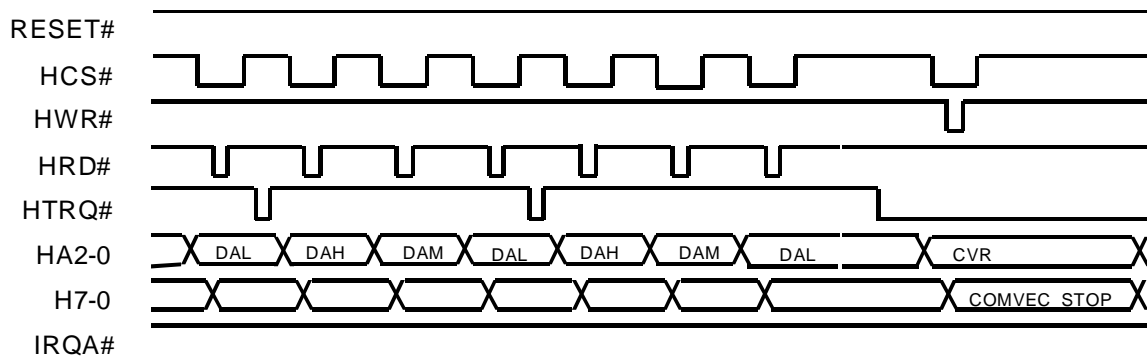 RESET#
HCS#
HWR#
HRD#
HTRQ#
HA2-0 DAL DAH DAM DAL DAH DAM DAL CVR
H7-0 COMVEC STOP
IRQA#